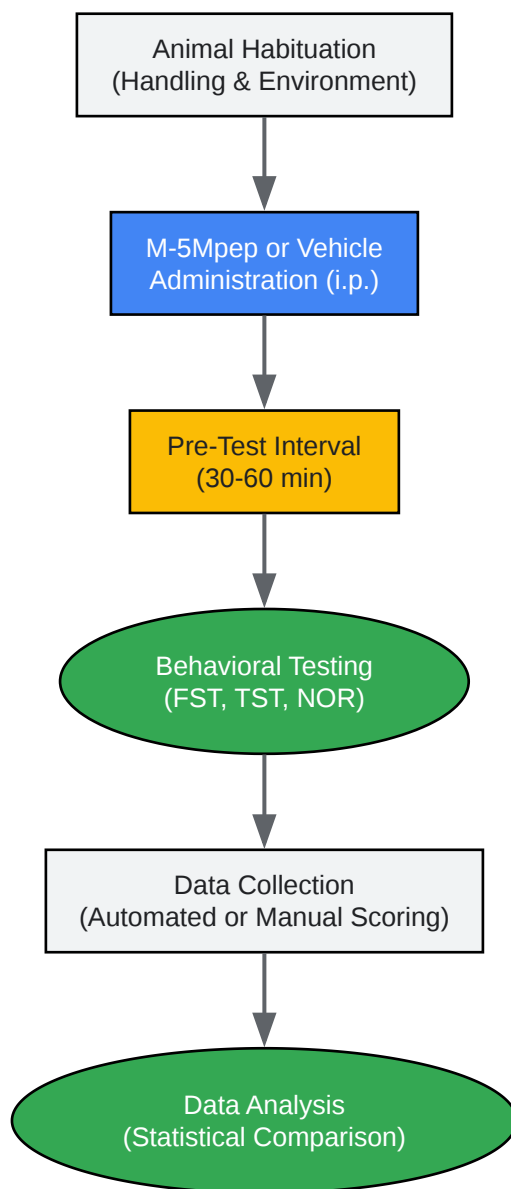 Animal Habituation
(Handling & Environment)
M-5Mpep or Vehicle
Administration (i.p.)
Pre-Test Interval
(30-60 min)
Behavioral Testing
(FST, TST, NOR)
Data Collection
(Automated or Manual Scoring)
Data Analysis
(Statistical Comparison)